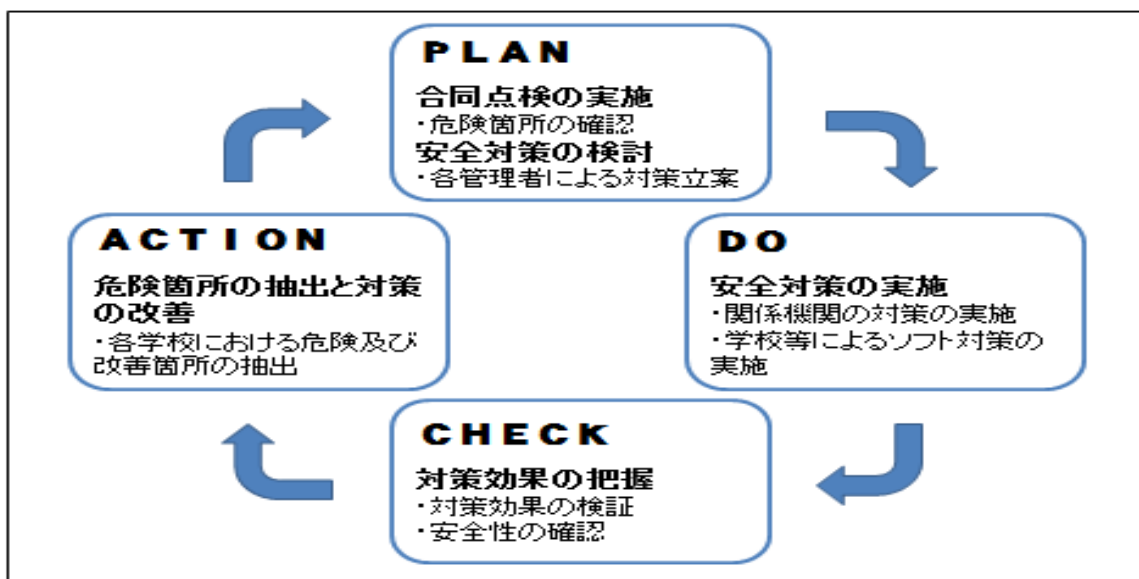 ＰＬＡＮ
合同点検の実施
・危険箇所の確認
安全対策の検討
・各管理者による対策立案
ＤＯ
安全対策の実施
・関係機関の対策の実施
・学校等によるソフト対策の
実施
ＣＨＥＣＫ
対策効果の把握
・対策効果の検証
・安全性の確認
ＡＣＴＩＯＮ
危険箇所の抽出と対策
の改善
・各学校における危険及び
改善箇所の抽出